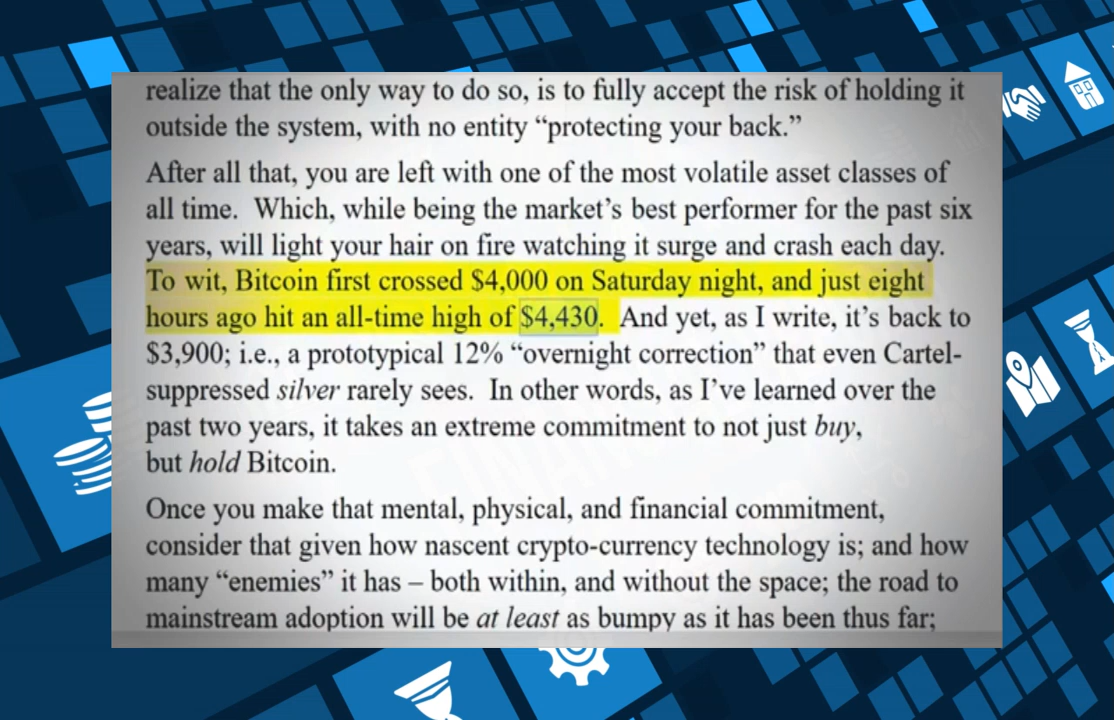 realize that the only way to do so, is to fully accept the risk of holding it
outside the system, with no entity “protecting your back.”
After all that, you are left with one of the most volatile asset classes of
all time.  Which, while being the market’s best performer for the past six
years, will light your hair on fire watching it surge and crash each day.
To wit, Bitcoin first crossed $4,000 on Saturday night, and just eight
hours ago hit an all-time high of $4,430.  And yet, as I write, it’s back to
$3,900; i.e., a prototypical 12% “overnight correction” that even Cartel-
suppressed silver rarely sees.  In other words, as I’ve learned over the
past two years, it takes an extreme commitment to not just buy,
but hold Bitcoin.
Once you make that mental, physical, and financial commitment,
consider that given how nascent crypto-currency technology is; and how
many “enemies” it has – both within, and without the space; the road to
mainstream adoption will be at least as bumpy as it has been thus far;